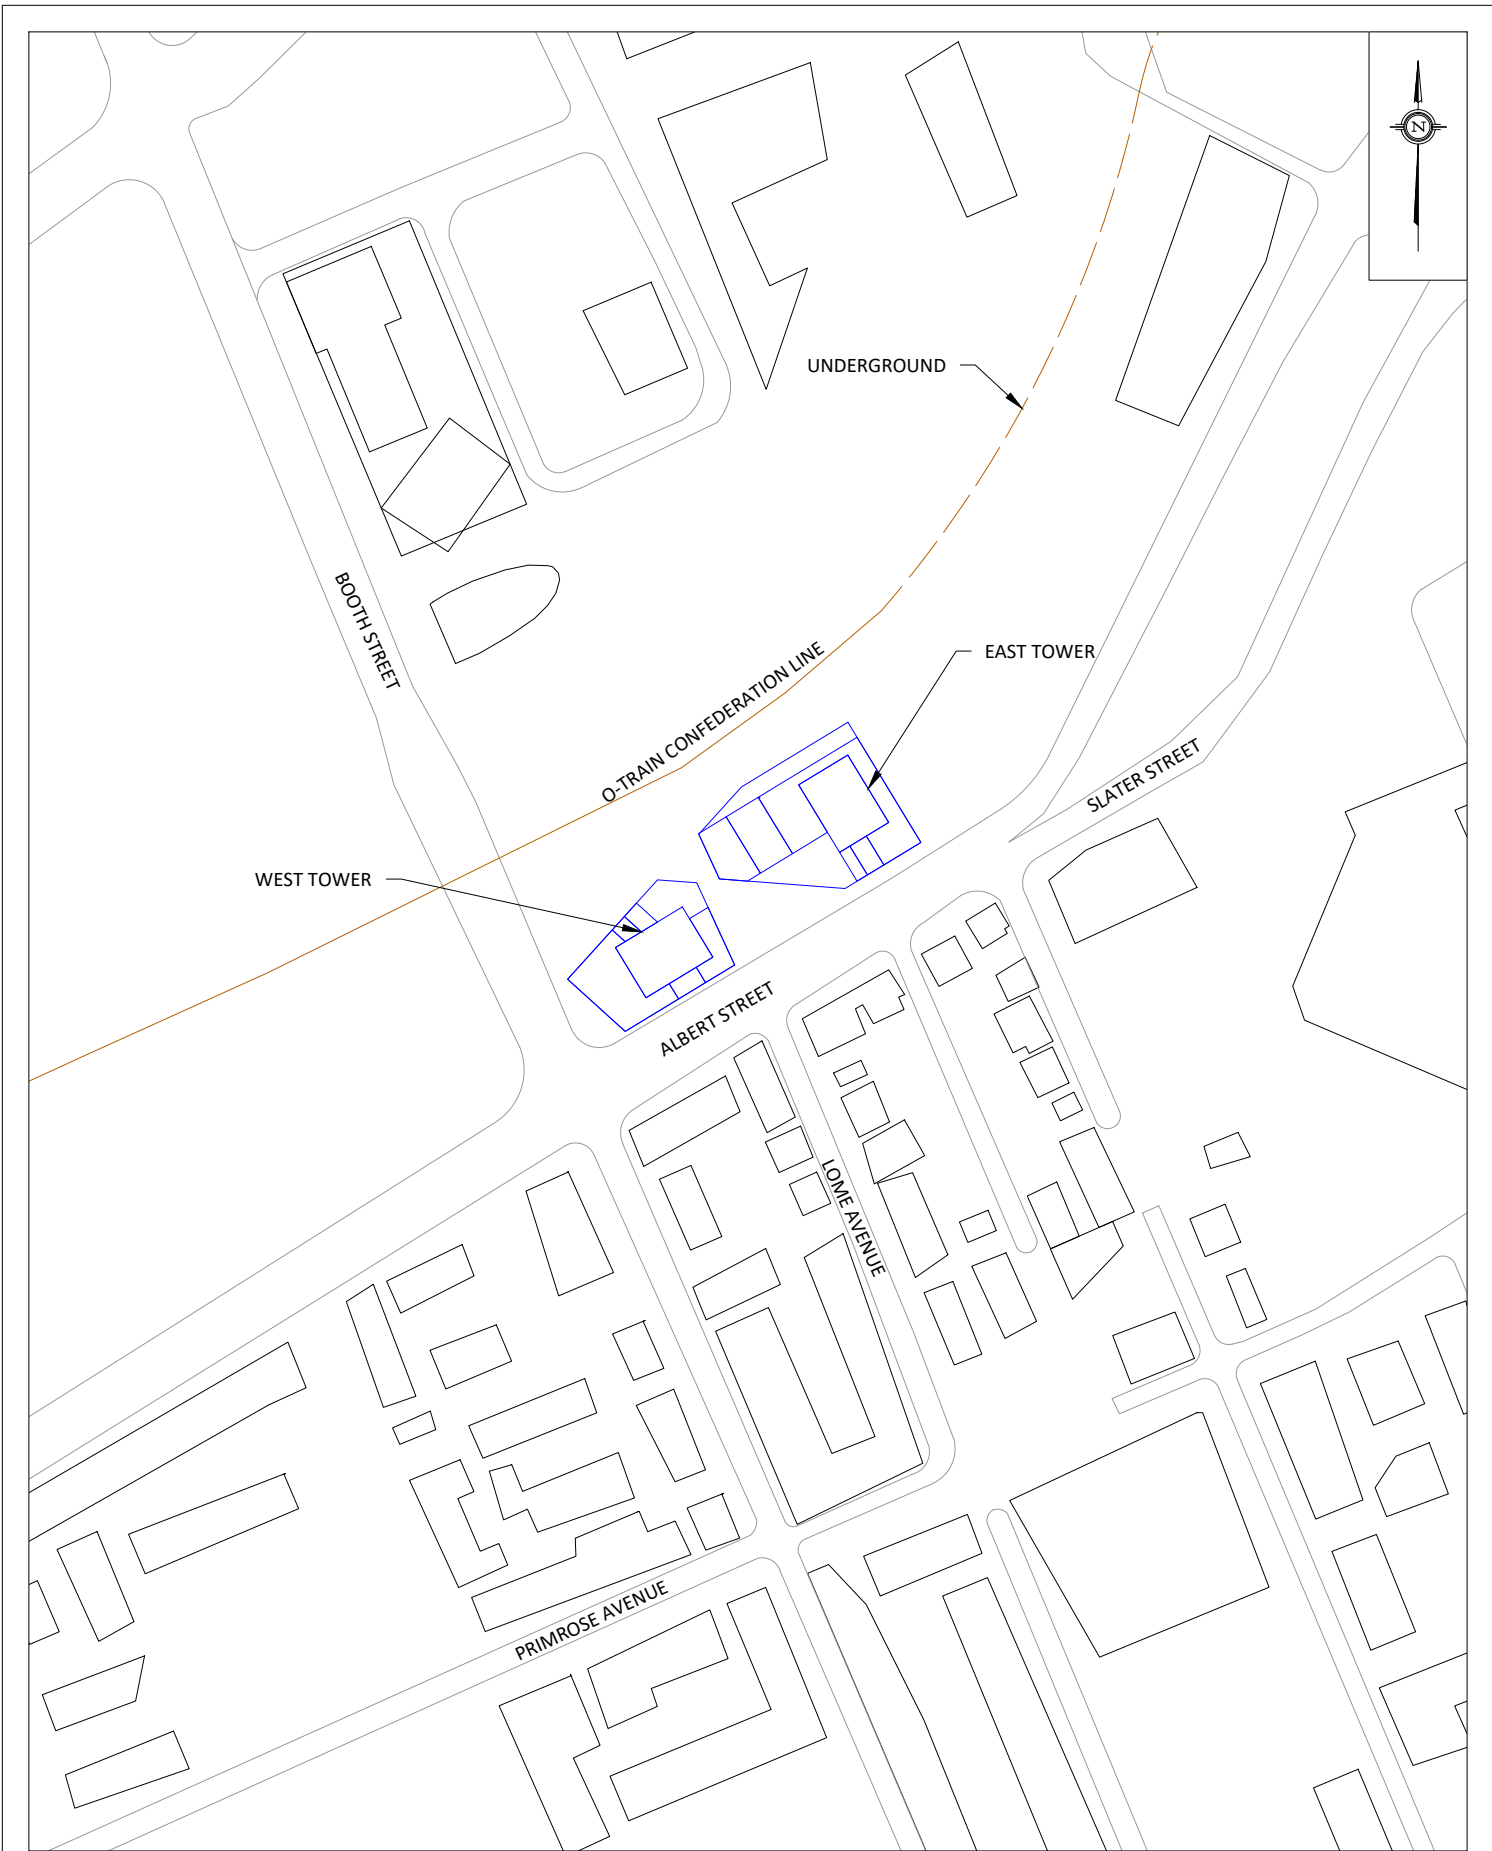 N
UNDERGROUND
BOOTH STREET
O-TRAIN CONFEDERATION LINE
EAST TOWER
SLATER STREET
WEST TOWER
ALBERT STREET
LOME AVENUE
PRIMROSE AVENUE